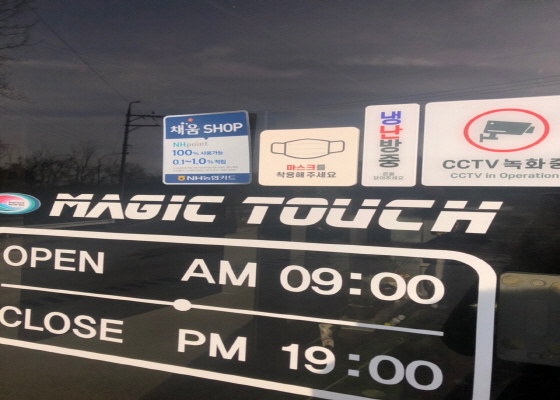 채움 SHOP
NHpoint
100% 사용가능
0.1~1.0% 적립
NH농협카드
마스크를
착용해주세요
냉난방중
CCTV 녹화중
CCTV in Operation
MAGIC TOUCH
OPEN AM 09:00
CLOSE PM 19:00